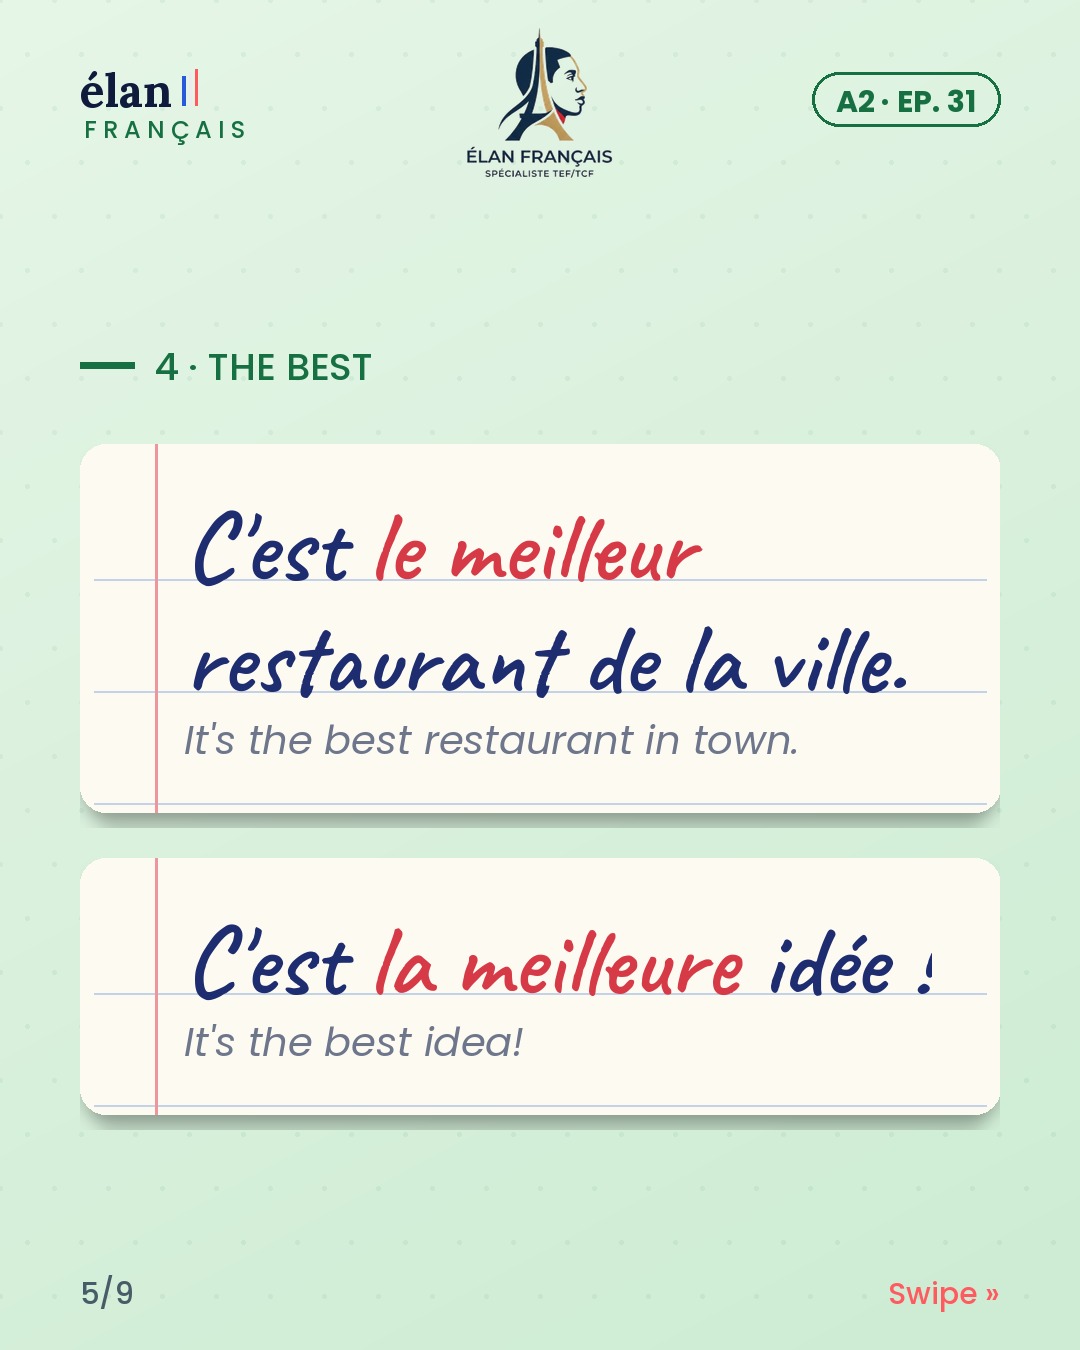 élan
FRANÇAIS
ÉLAN FRANÇAIS
SPÉCIALISTE TEF/TCF
A2 · EP. 31
4 · THE BEST
C'est le meilleur
restaurant de la ville.
It's the best restaurant in town.
C'est la meilleure idée !
It's the best idea!
5/9
Swipe »